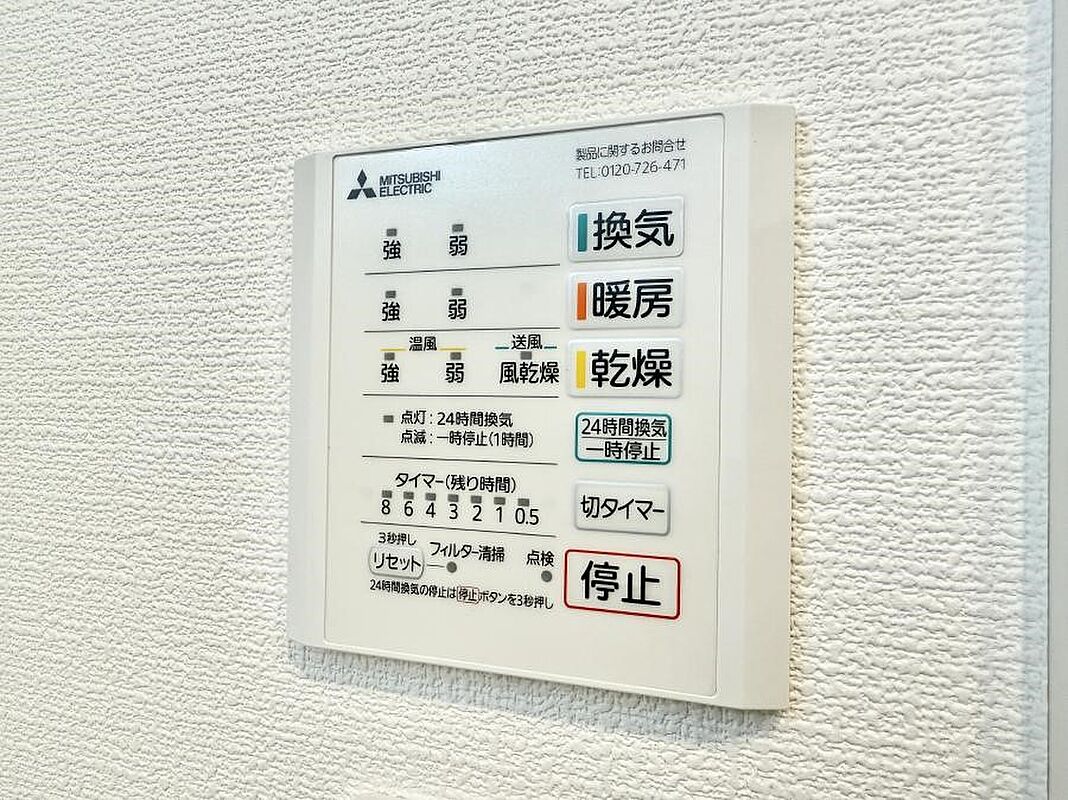 MITSUBISHI
ELECTRIC
製品に関するお問合せ
TEL:0120-726-471
強 弱 換気
強 弱 暖房
温風 送風
強 弱 風乾燥 乾燥
点灯:24時間換気
点滅:一時停止(1時間)
24時間換気
一時停止
タイマー(残り時間)
8 6 4 3 2 1 0.5
切タイマー
3秒押し
リセット フィルター清掃 点検
停止
24時間換気の停止は停止ボタンを3秒押し